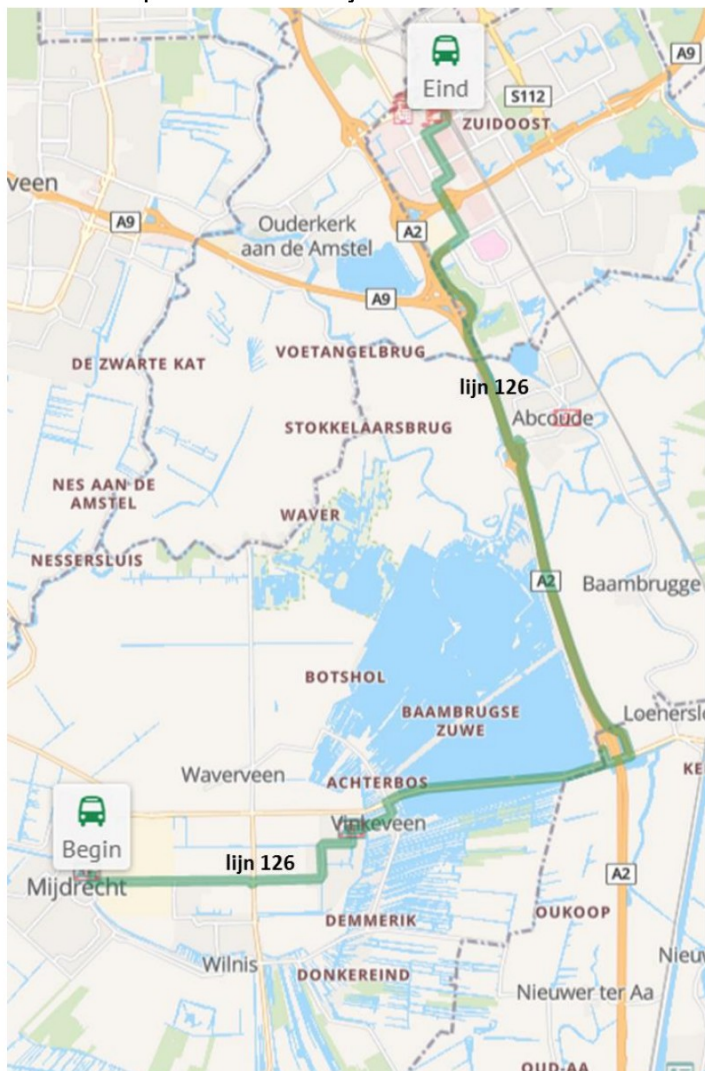 Eind
A9
S112
ZUIDOOST
veen
A9
Ouderkerk
aan de Amstel
A2
A9
DE ZWARTE KAT
VOETANGELBRUG
lijn 126
STOKKELAARSBRUG
Abcoude
NES AAN DE
AMSTEL
WAVER
NESSERSLUIS
A2
Baambrugge
BOTSHOL
BAAMBRUGSE
ZUWE
Loenersle
Waverveen
ACHTERBOS
KE
Begin
Vinkeveen
lijn 126
Mijdrecht
A2
DEMMERIK
OUKOOP
Wilnis
DONKEREIND
Nieuw
Nieuwer ter Aa
OUD-AA